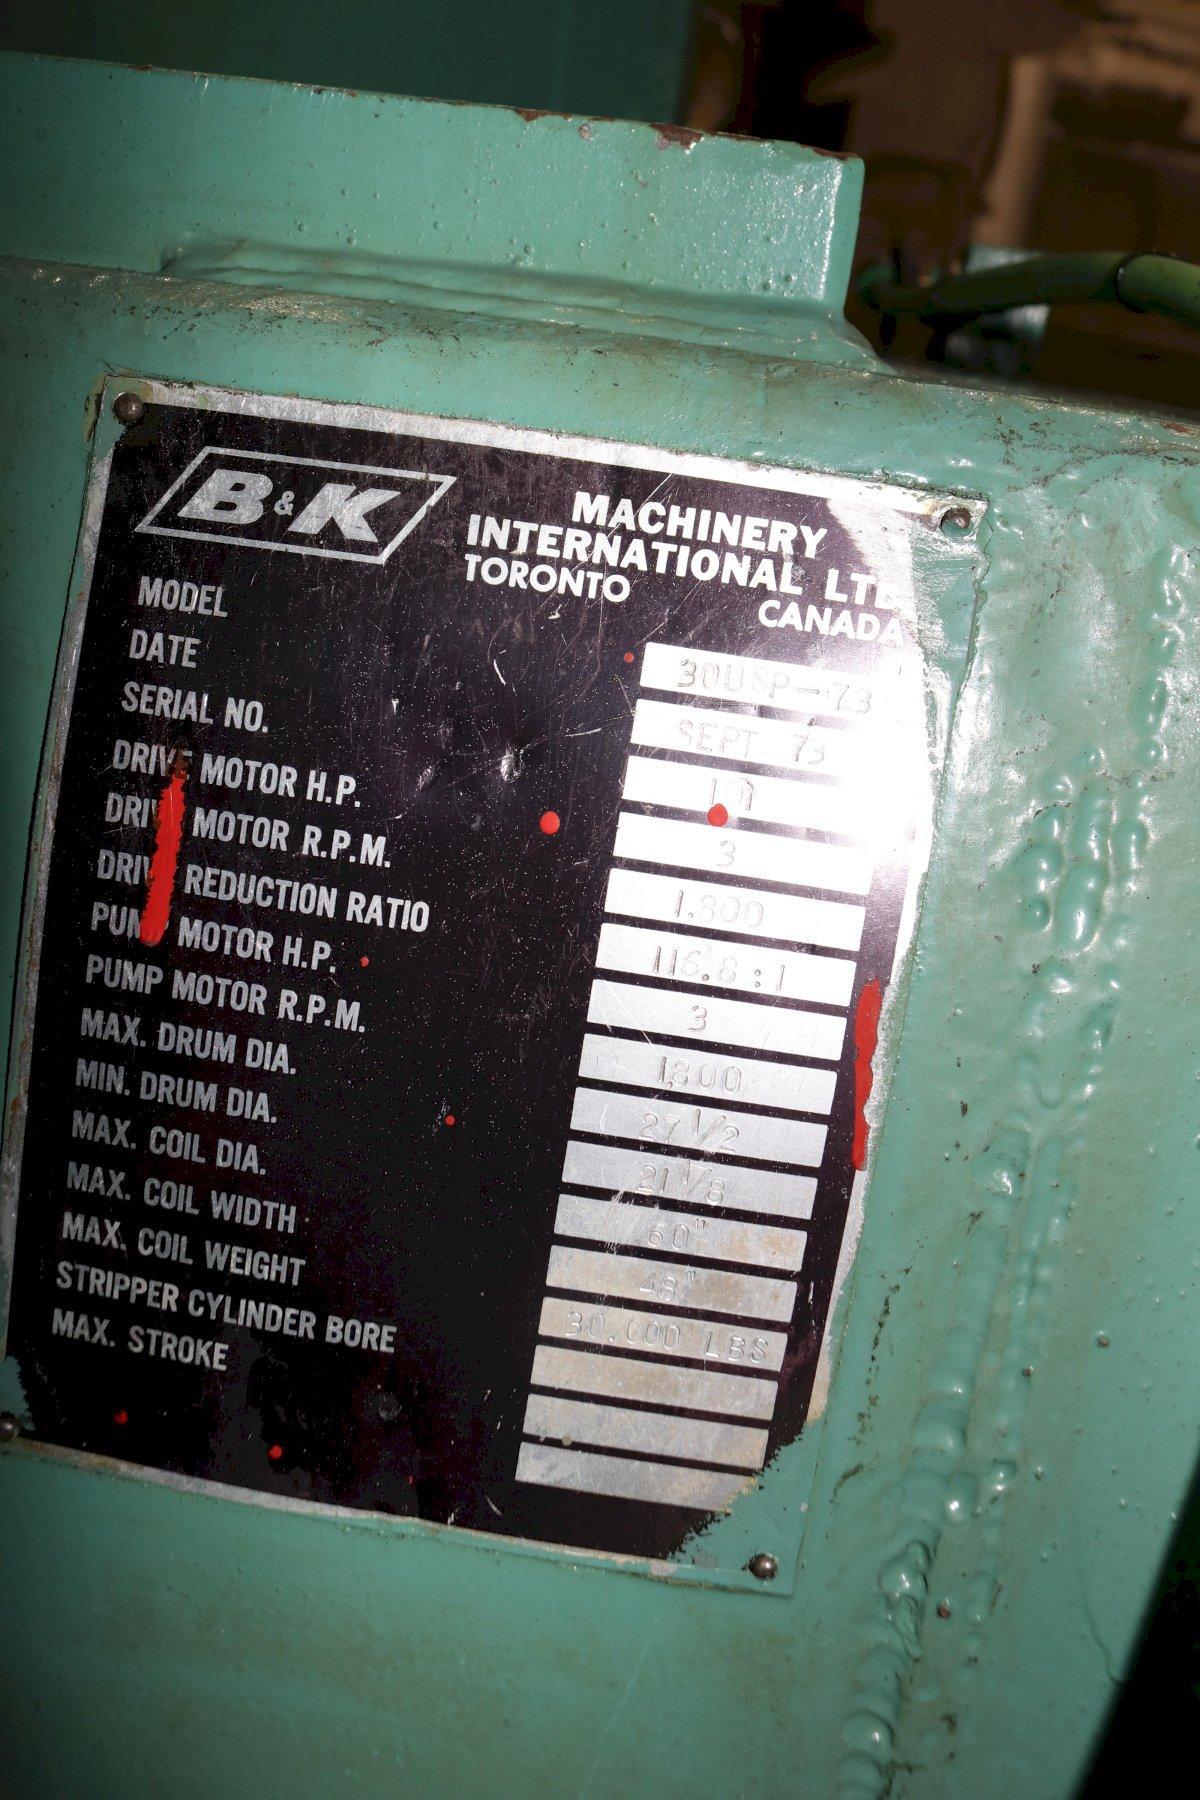 B&K
MACHINERY
INTERNATIONAL LTD
TORONTO
CANADA
MODEL 30USP-73
DATE SEPT 73
SERIAL NO.
DRIVE MOTOR H.P. 3
DRIVE MOTOR R.P.M. 1.800
DRIVE REDUCTION RATIO 116.8:1
PUMP MOTOR H.P. 3
PUMP MOTOR R.P.M. 1,800
MAX. DRUM DIA. 27 1/2
MIN. DRUM DIA. 21 1/8
MAX. COIL DIA. 60"
MAX. COIL WIDTH 48"
MAX. COIL WEIGHT 30.000 LBS
STRIPPER CYLINDER BORE
MAX. STROKE